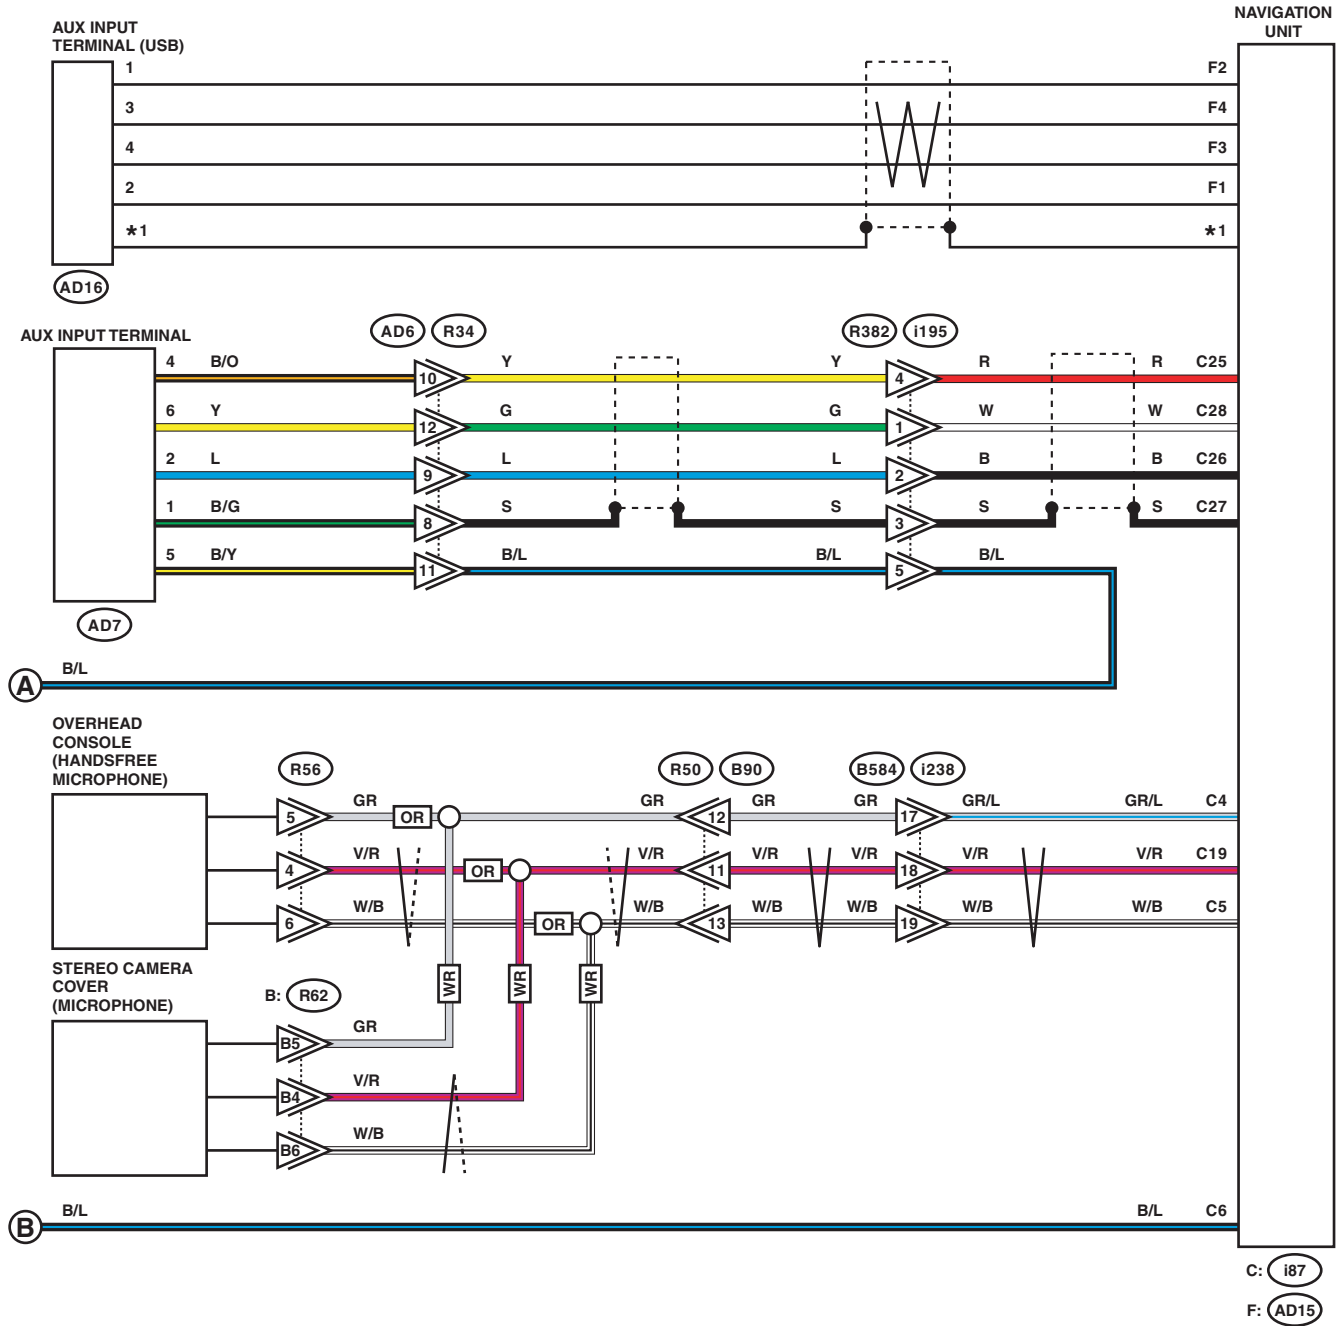 NAVIGATION
UNIT
AUX INPUT
TERMINAL (USB)
1 F2
3 F4
4 F3
2 F1
*1 *1
AD16
AUX INPUT TERMINAL
AD6 R34 R382 i195
4 B/O 10 Y Y 4 R R C25
6 Y 12 G G 1 W W C28
2 L 9 L L 2 B B C26
1 B/G 8 S S 3 S S C27
5 B/Y 11 B/L B/L 5 B/L
AD7
A B/L
OVERHEAD
CONSOLE
(HANDSFREE
MICROPHONE)
R56 R50 B90 B584 i238
5 GR OR GR 12 GR GR 17 GR/L GR/L C4
4 V/R OR V/R 11 V/R V/R 18 V/R V/R C19
6 W/B OR W/B 13 W/B W/B 19 W/B W/B C5
WR WR WR
STEREO CAMERA
COVER
(MICROPHONE)
B: R62
B5 GR
B4 V/R
B6 W/B
B B/L B/L C6
C: i87
F: AD15